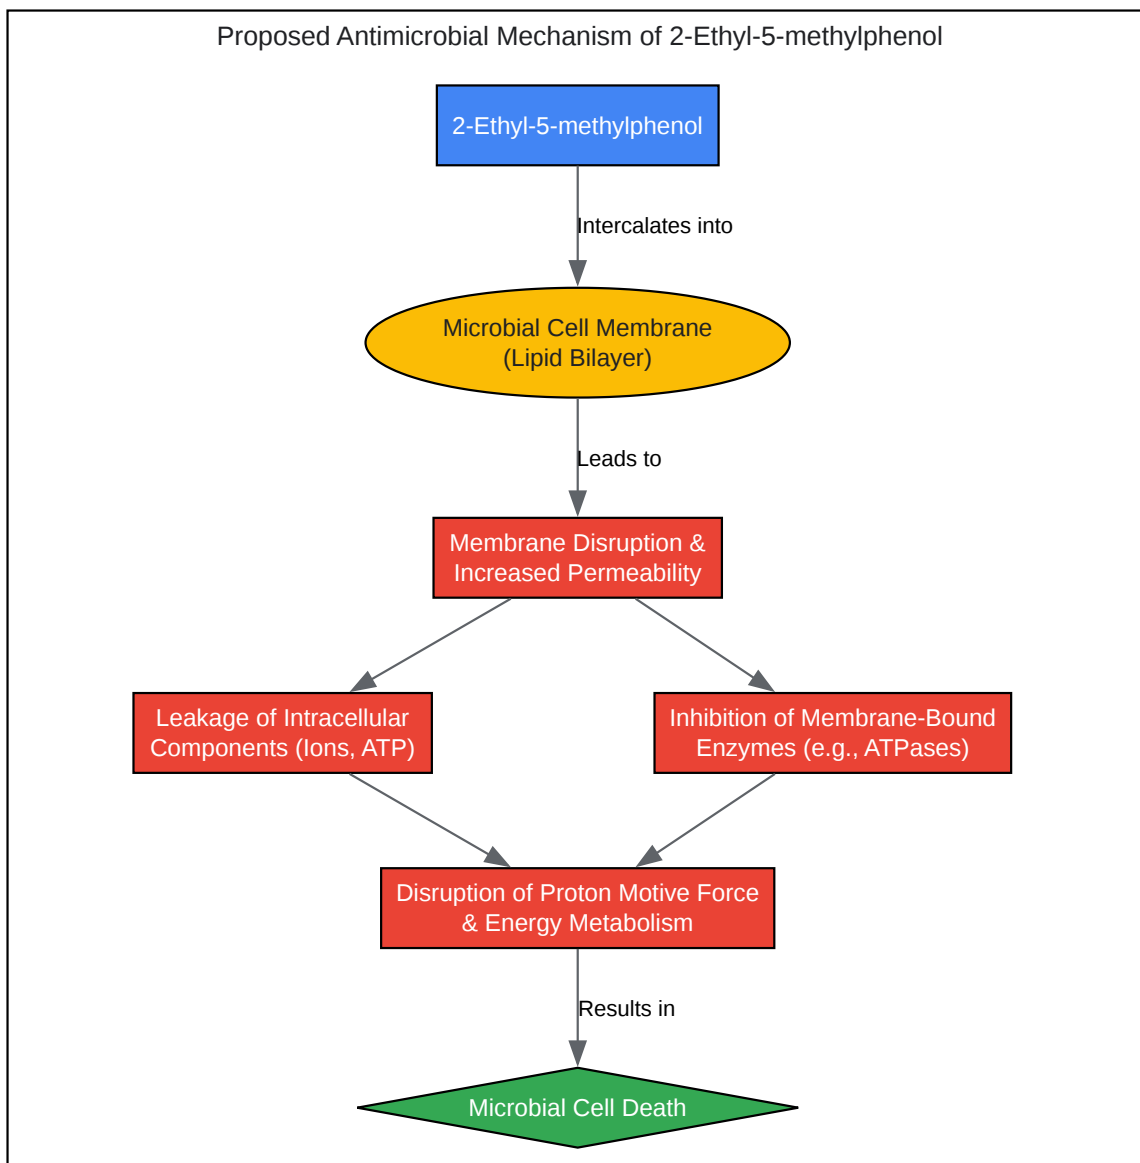 Proposed Antimicrobial Mechanism of 2-Ethyl-5-methylphenol
2-Ethyl-5-methylphenol
Intercalates into
Microbial Cell Membrane
(Lipid Bilayer)
Leads to
Membrane Disruption &
Increased Permeability
Leakage of Intracellular
Components (Ions, ATP)
Inhibition of Membrane-Bound
Enzymes (e.g., ATPases)
Disruption of Proton Motive Force
& Energy Metabolism
Results in
Microbial Cell Death